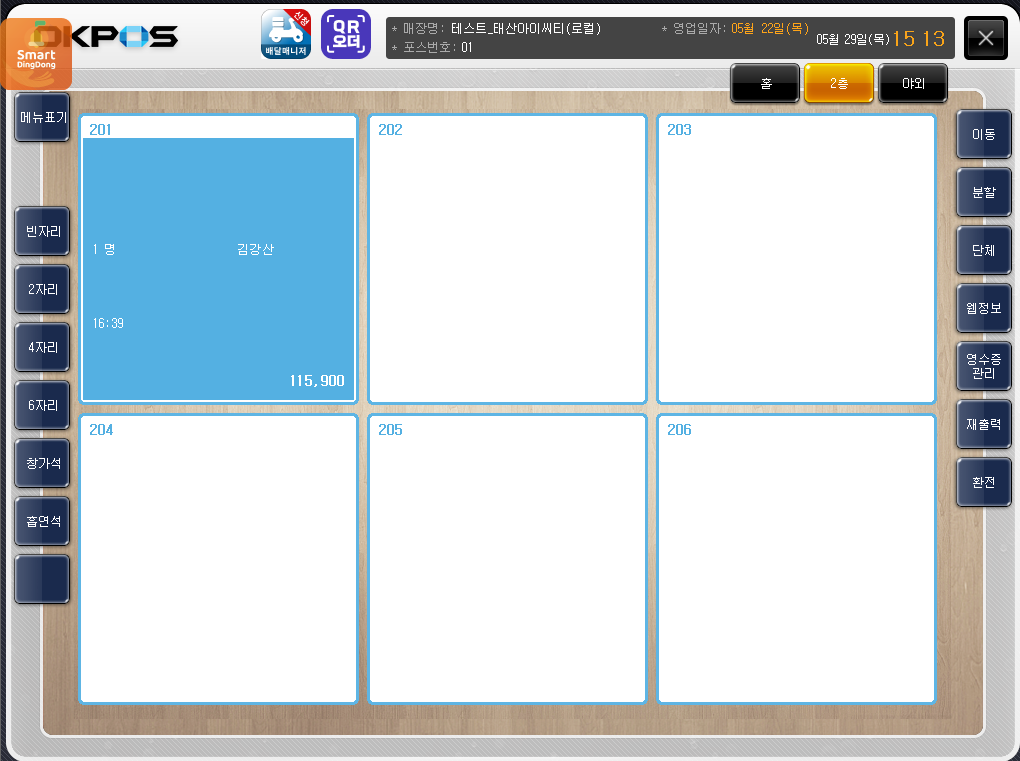 OKPOS
Smart
DingDong
신청
배달매니저
QR
오더
* 매장명: 테스트_태산아이씨티(로컬)
* 포스번호: 01
* 영업일자: 05월 22일(목)
05월 29일(목) 15 13
홀
2층
야외
메뉴표기
빈자리
2자리
4자리
6자리
창가석
흡연석
201
1 명
김강산
16:39
115,900
202
203
204
205
206
이동
분할
단체
웹정보
영수증
관리
재출력
환전